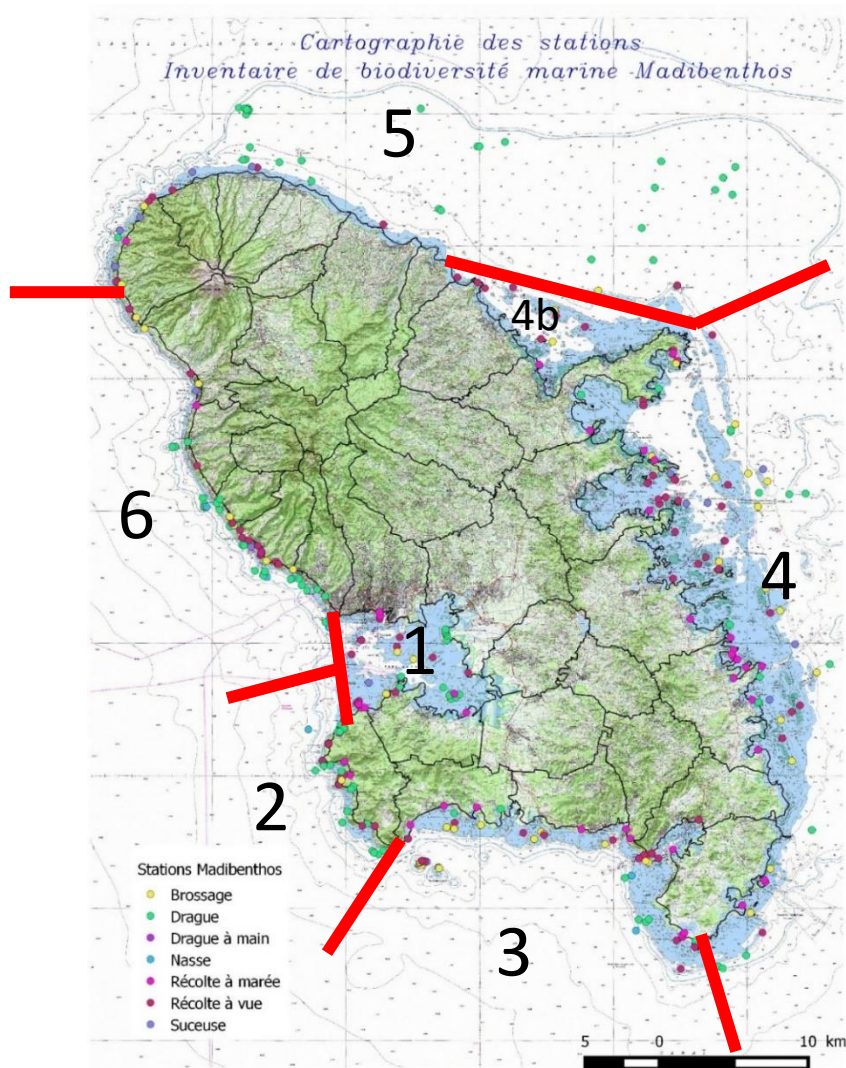 Cartographie des stations
Inventaire de biodiversité marine Madibenthos
5
4b
6
4
1
2
3
Stations Madibenthos
Brossage
Drague
Drague à main
Nasse
Récolte à marée
Récolte à vue
Suceuse
5 0 10 km